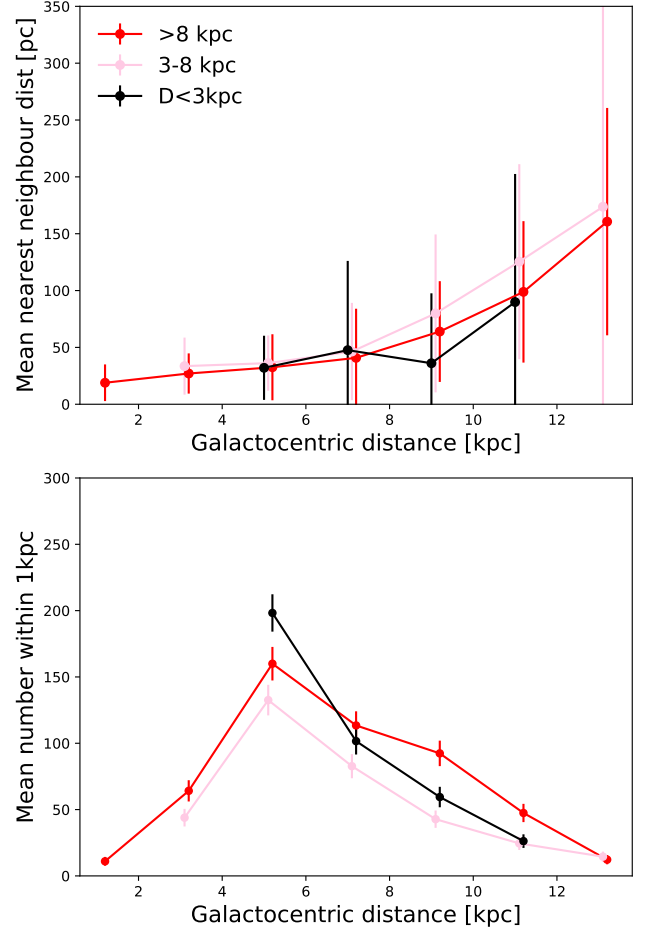 350
300
250
200
150
100
50
0
Mean nearest neighbour dist [pc]
>8 kpc
3-8 kpc
D<3kpc
2 4 6 8 10 12
Galactocentric distance [kpc]
300
250
200
150
100
50
0
Mean number within 1kpc
2 4 6 8 10 12
Galactocentric distance [kpc]